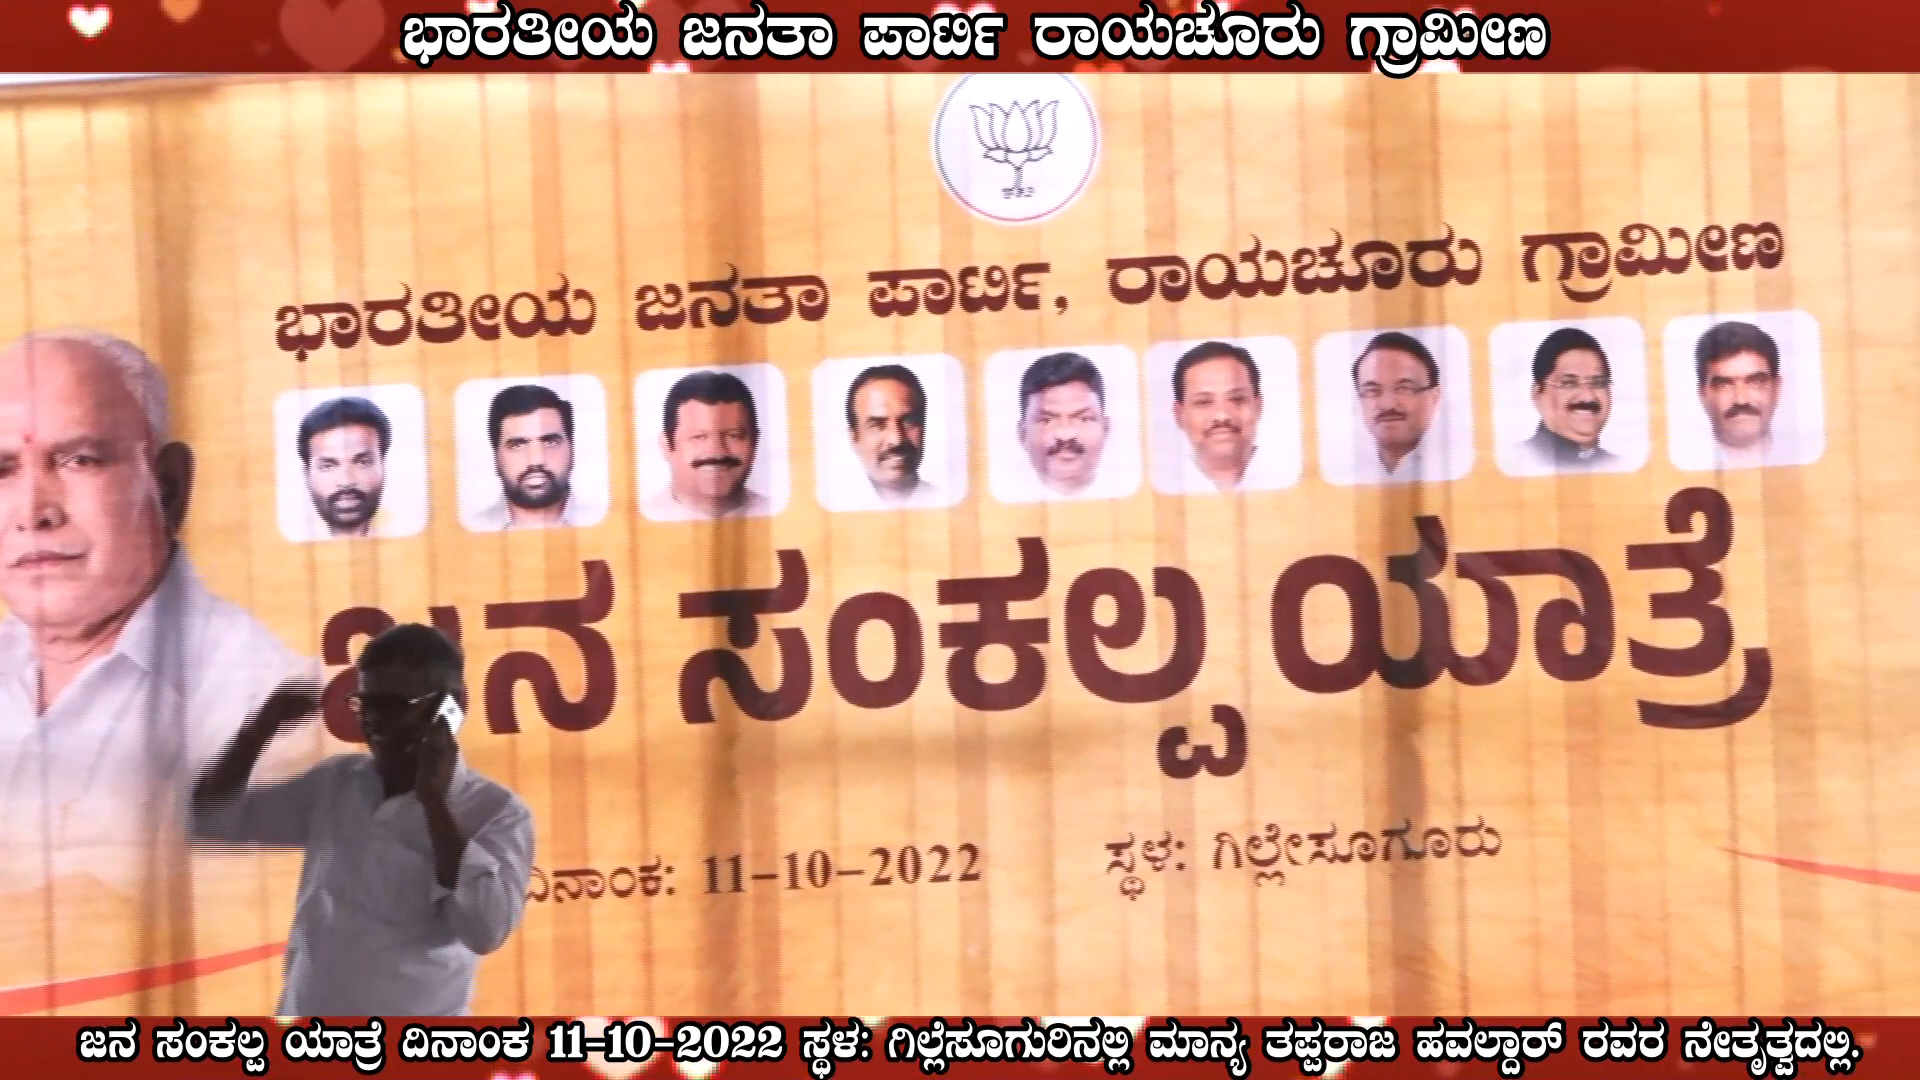 ಭಾರತೀಯ ಜನತಾ ಪಾರ್ಟಿ ರಾಯಚೂರು ಗ್ರಾಮೀಣ
ಭಾರತೀಯ ಜನತಾ ಪಾರ್ಟಿ, ರಾಯಚೂರು ಗ್ರಾಮೀಣ
ಜನ ಸಂಕಲ್ಪ ಯಾತ್ರೆ
ದಿನಾಂಕ: 11-10-2022 ಸ್ಥಳ: ಗಿಲ್ಲೇಸೂಗೂರು
ಜನ ಸಂಕಲ್ಪ ಯಾತ್ರೆ ದಿನಾಂಕ 11-10-2022 ಸ್ಥಳ: ಗಿಲ್ಲೆಸೂಗುರಿನಲ್ಲಿ ಮಾನ್ಯ ತಪ್ಪರಾಜ ಹವಲ್ದಾರ್ ರವರ ನೇತೃತ್ವದಲ್ಲಿ.